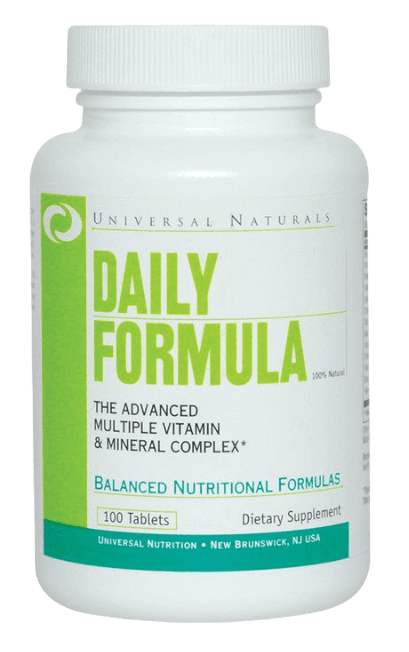 UNIVERSAL NATURALS
DAILY
FORMULA
100% Natural
THE ADVANCED
MULTIPLE VITAMIN
& MINERAL COMPLEX*
BALANCED NUTRITIONAL FORMULAS
100 Tablets
Dietary Supplement
UNIVERSAL NUTRITION • NEW BRUNSWICK, NJ USA